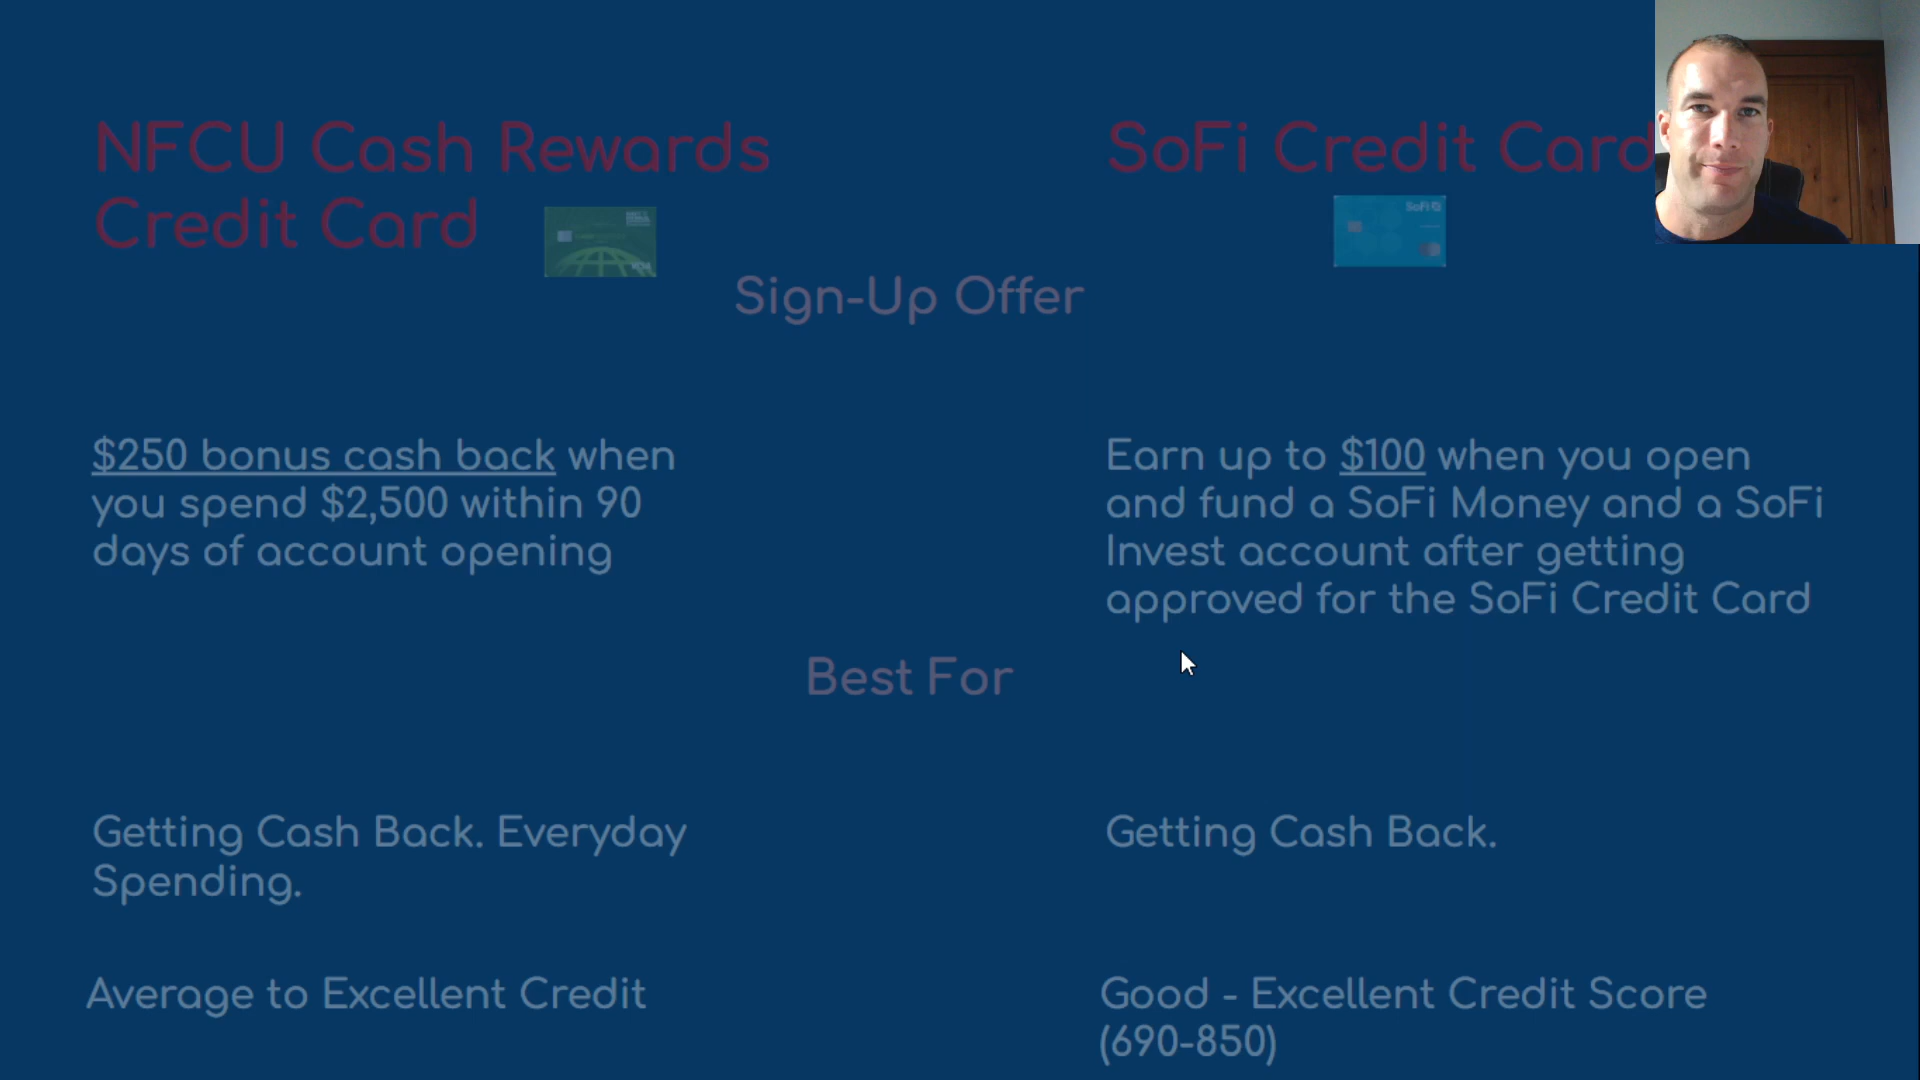 NFCU Cash Rewards
Credit Card
SoFi Credit Card
SoFi
Sign-Up Offer
$250 bonus cash back when
you spend $2,500 within 90
days of account opening
Earn up to $100 when you open
and fund a SoFi Money and a SoFi
Invest account after getting
approved for the SoFi Credit Card
Best For
Getting Cash Back. Everyday
Spending.
Getting Cash Back.
Average to Excellent Credit
Good - Excellent Credit Score
(690-850)